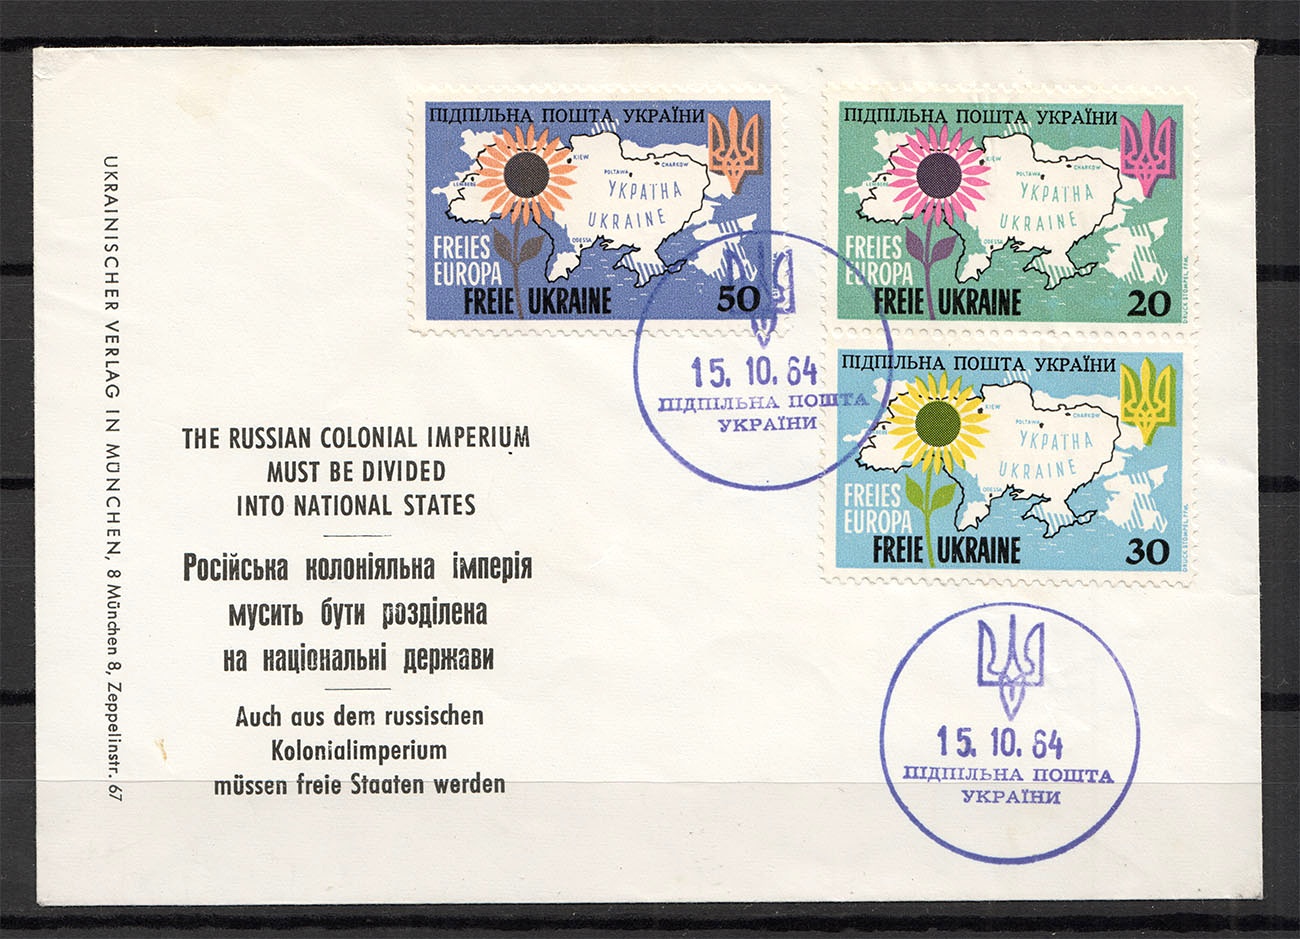 UKRAINISCHER VERLAG IN MÜNCHEN, 8 München 8, Zeppelinstr. 67
ПІДПІЛЬНА ПОШТА УКРАЇНИ
LEMBERG
KIEW
POLTAWA
CHARKOW
УКРАЇНА
UKRAINE
ODESSA
FREIES
EUROPA
FREIE UKRAINE
50
ПІДПІЛЬНА ПОШТА УКРАЇНИ
LEMBERG
KIEW
POLTAWA
CHARKOW
УКРАЇНА
UKRAINE
ODESSA
FREIES
EUROPA
FREIE UKRAINE
20
ПІДПІЛЬНА ПОШТА УКРАЇНИ
KIEW
POLTAWA
CHARKOW
УКРАЇНА
UKRAINE
ODESSA
FREIES
EUROPA
FREIE UKRAINE
30
15. 10. 64
ПІДПІЛЬНА ПОШТА
УКРАЇНИ
THE RUSSIAN COLONIAL IMPERIUM
MUST BE DIVIDED
INTO NATIONAL STATES
Російська колоніяльна імперія
мусить бути розділена
на національні держави
Auch aus dem russischen
Kolonialimperium
müssen freie Staaten werden
15. 10. 64
ПІДПІЛЬНА ПОШТА
УКРАЇНИ